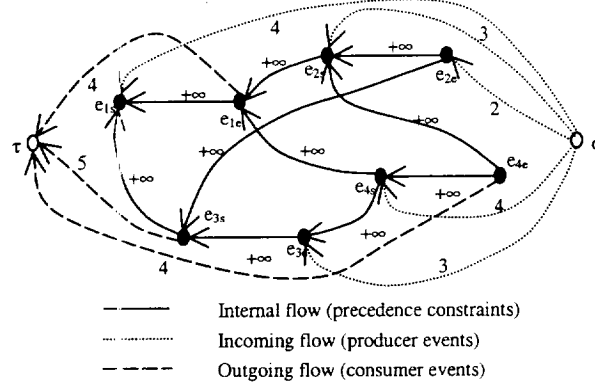 4
3
+∞
e2s
e2e
+∞
4
+∞
2
e1s
e1e
+∞
τ
+∞
σ
5
+∞
e4s
e4e
+∞
+∞
4
e3s
e3e
+∞
4
+∞
3
Internal flow (precedence constraints)
Incoming flow (producer events)
Outgoing flow (consumer events)